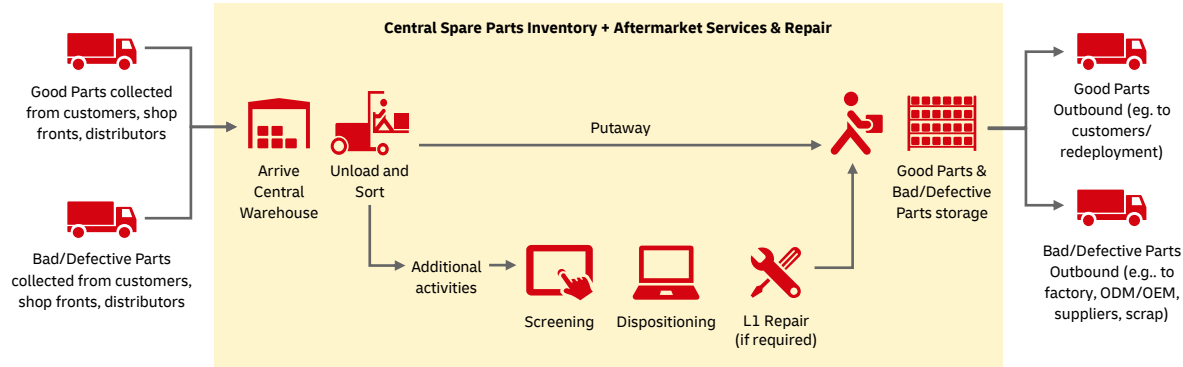 Central Spare Parts Inventory + Aftermarket Services & Repair
Good Parts collected
from customers, shop
fronts, distributors
Bad/Defective Parts
collected from customers,
shop fronts, distributors
Arrive
Central
Warehouse
Unload and
Sort
Putaway
Additional
activities
Screening
Dispositioning
L1 Repair
(if required)
Good Parts &
Bad/Defective
Parts storage
Good Parts
Outbound (eg. to
customers/
redeployment)
Bad/Defective Parts
Outbound (e.g.. to
factory, ODM/OEM,
suppliers, scrap)